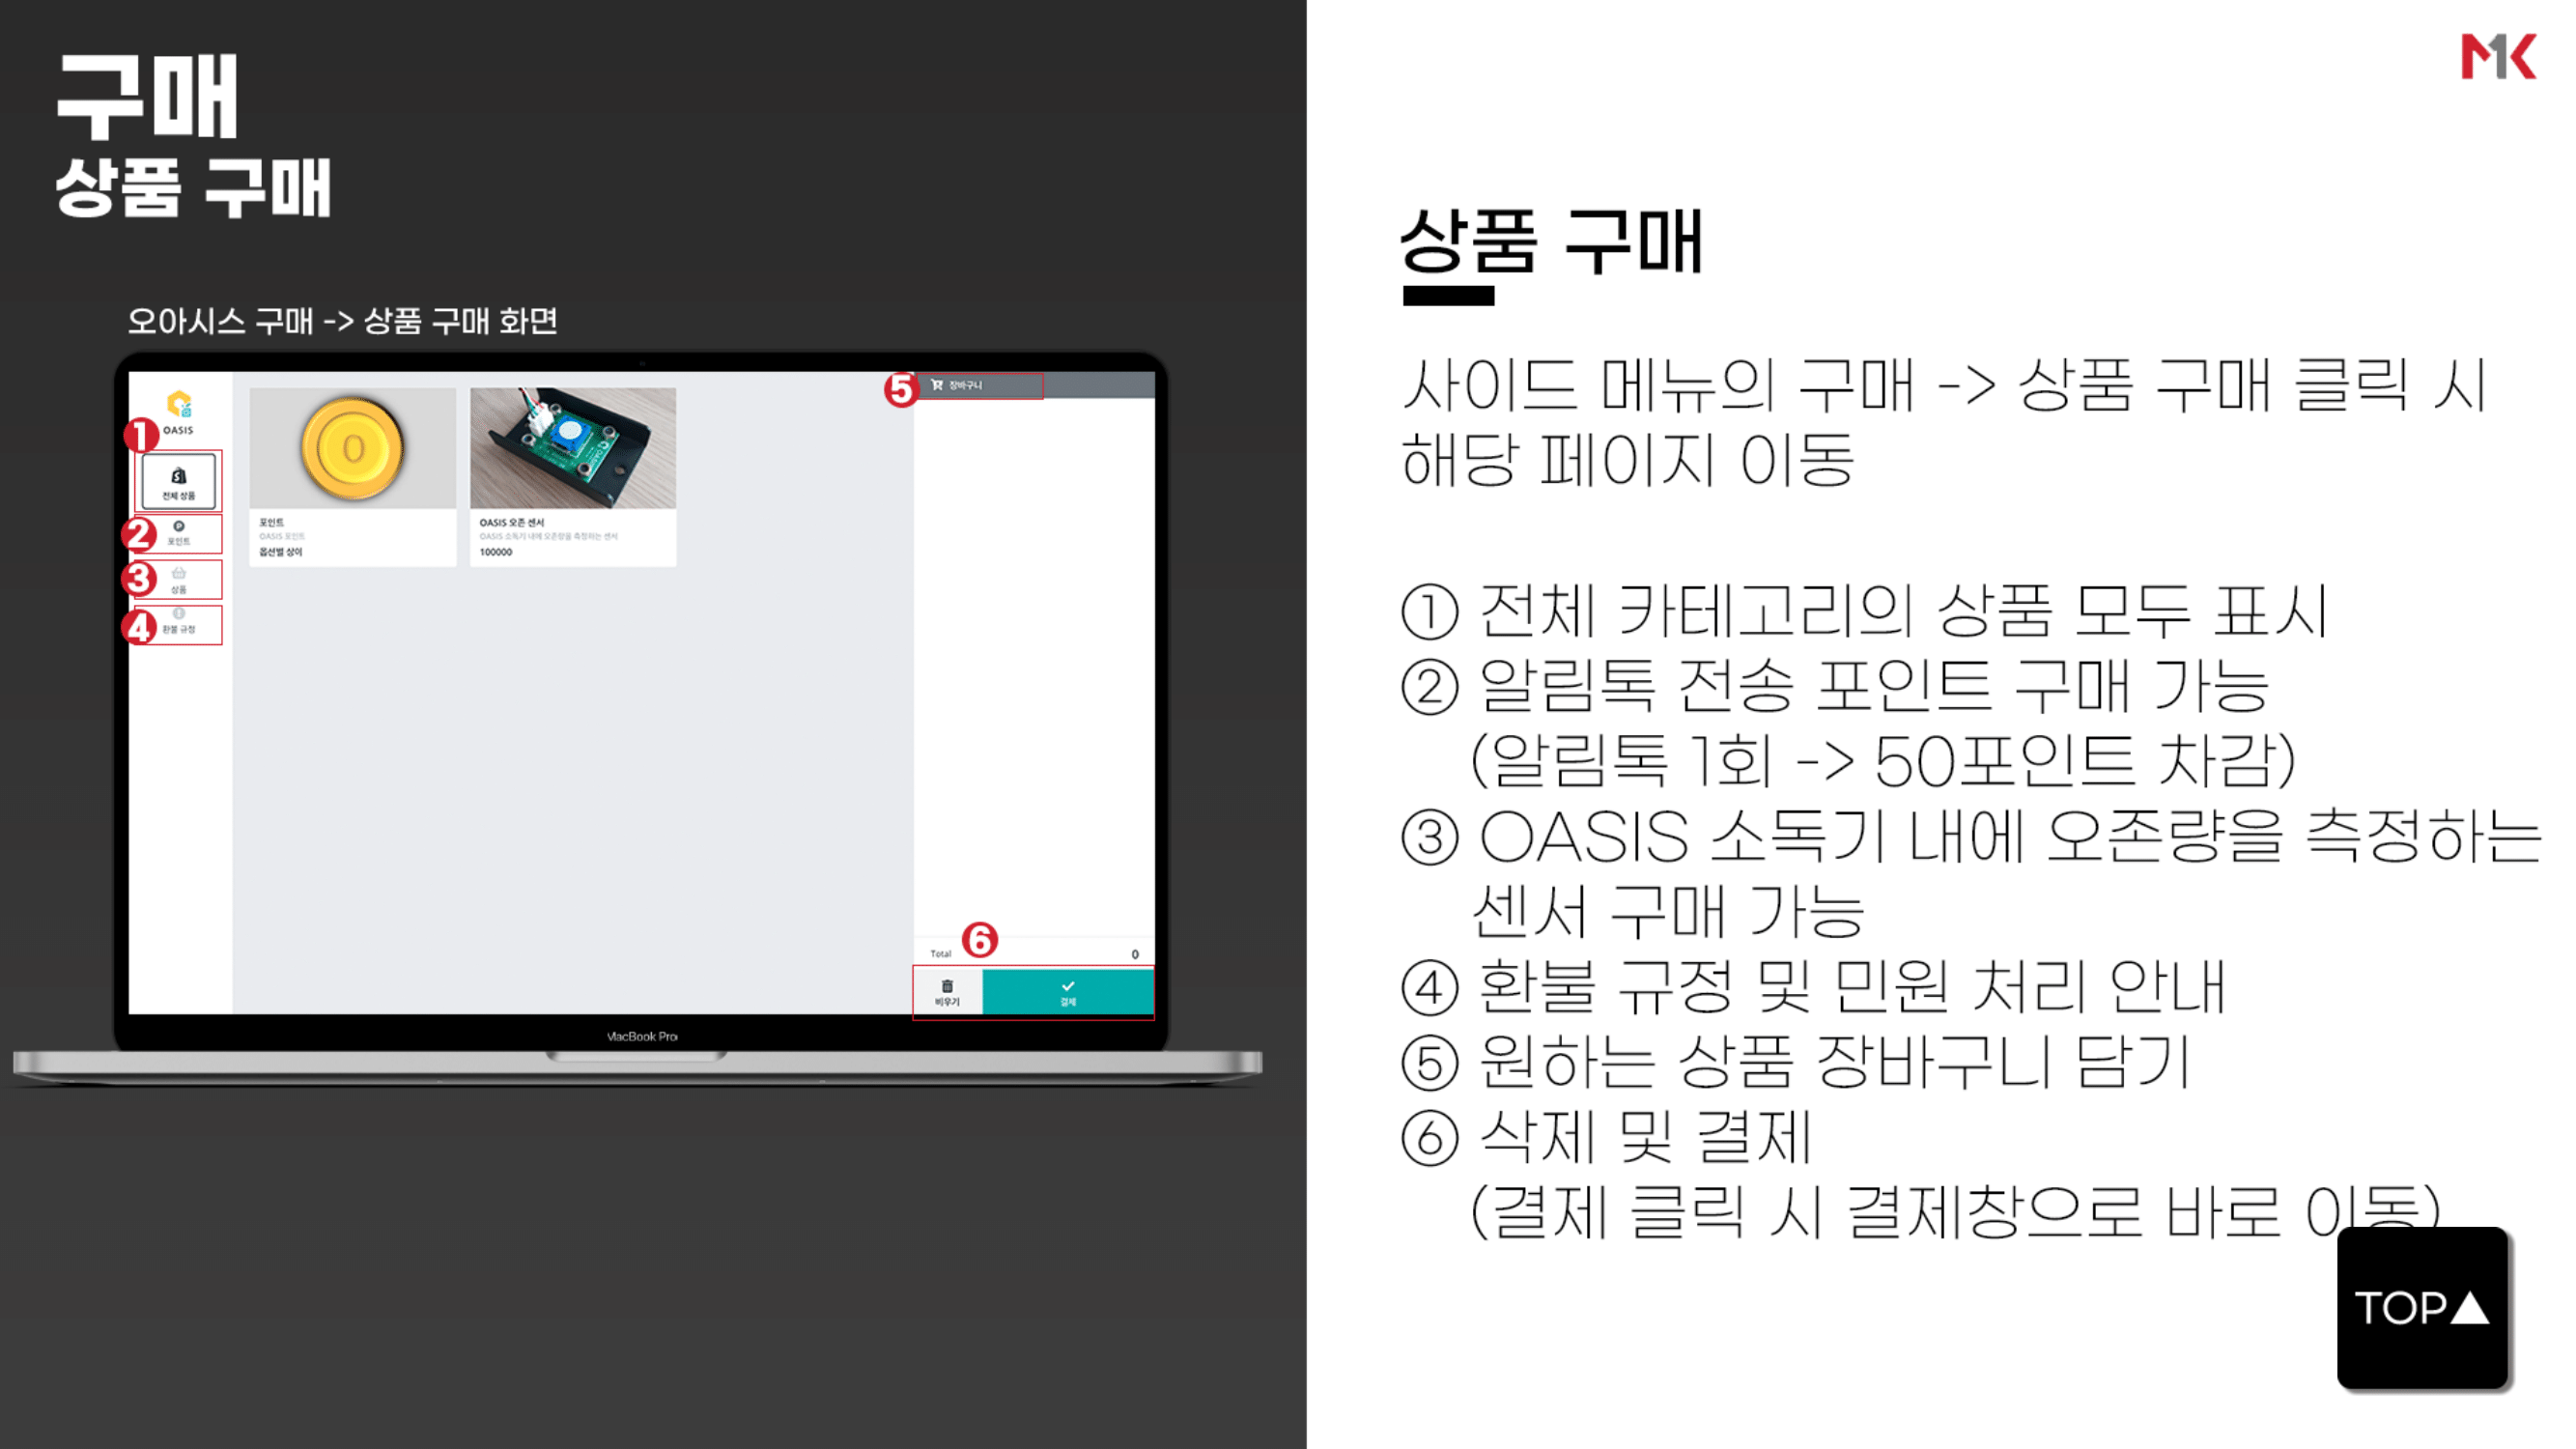 구매
상품 구매
오아시스 구매 -> 상품 구매 화면
OASIS
1
전체 상품
2
포인트
3
상품
4
환불 규정
포인트
OASIS 포인트
옵션별 상이
OASIS 오존 센서
OASIS 소독기 내에 오존량을 측정하는 센서
100000
5
장바구니
6
Total 0
비우기
결제
MacBook Pro
M1K
상품 구매
사이드 메뉴의 구매 -> 상품 구매 클릭 시
해당 페이지 이동
① 전체 카테고리의 상품 모두 표시
② 알림톡 전송 포인트 구매 가능
(알림톡 1회 -> 50포인트 차감)
③ OASIS 소독기 내에 오존량을 측정하는
센서 구매 가능
④ 환불 규정 및 민원 처리 안내
⑤ 원하는 상품 장바구니 담기
⑥ 삭제 및 결제
(결제 클릭 시 결제창으로 바로 이동)
TOP▲